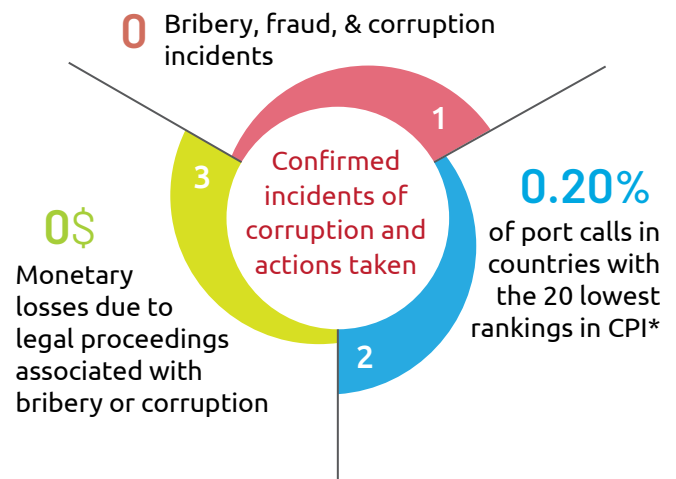 0 Bribery, fraud, & corruption
incidents
1
Confirmed
incidents of
corruption and
actions taken
0.20%
of port calls in
countries with
the 20 lowest
rankings in CPI*
2
3
0$
Monetary
losses due to
legal proceedings
associated with
bribery or corruption